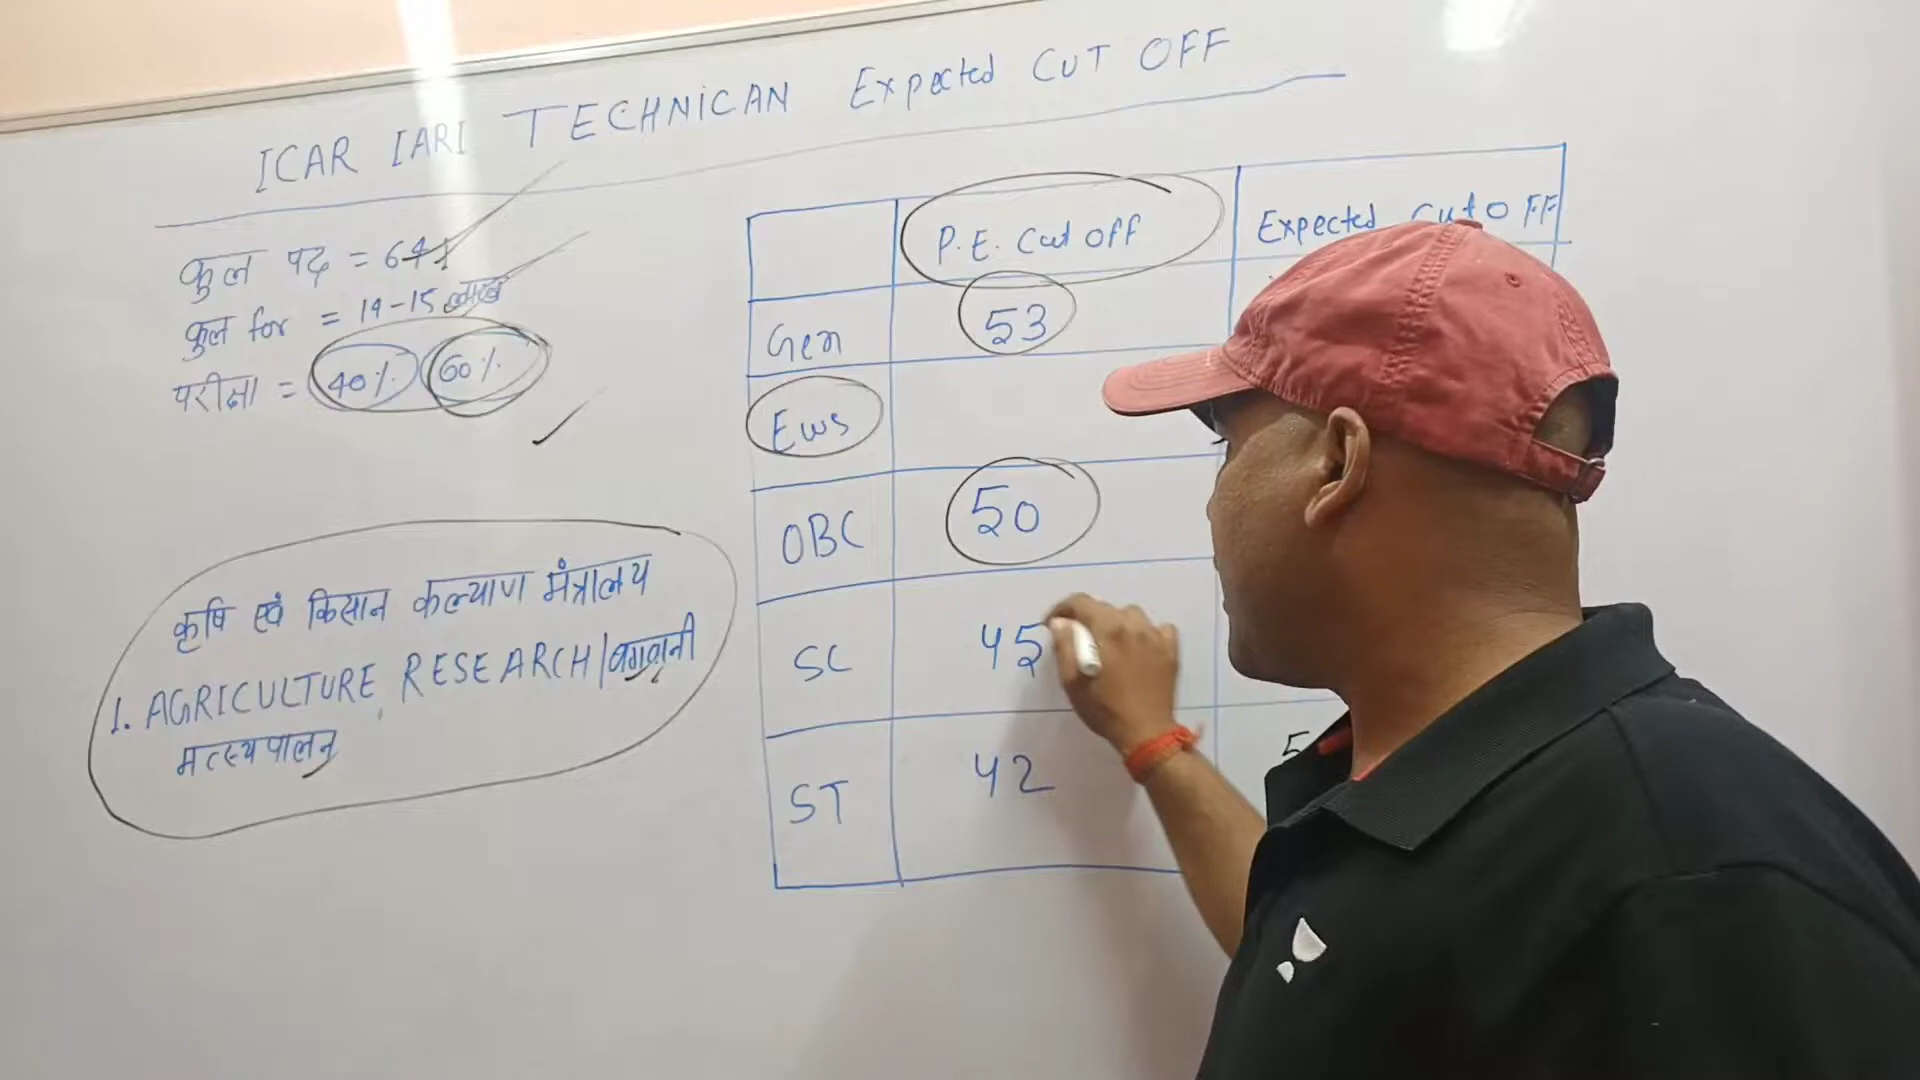 ICAR IARI TECHNICAN Expected CUT OFF
कुल पद = 641
कुल for = 14-15 लाख
परीक्षा = 40% 60%
कृषि एवं किसान कल्याण मंत्रालय
1. AGRICULTURE, RESEARCH/
मत्स्यपालन
P.E. Cut off Expected cut OFF
Gen 53
Ews
OBC 50
SC 45
ST 42 5